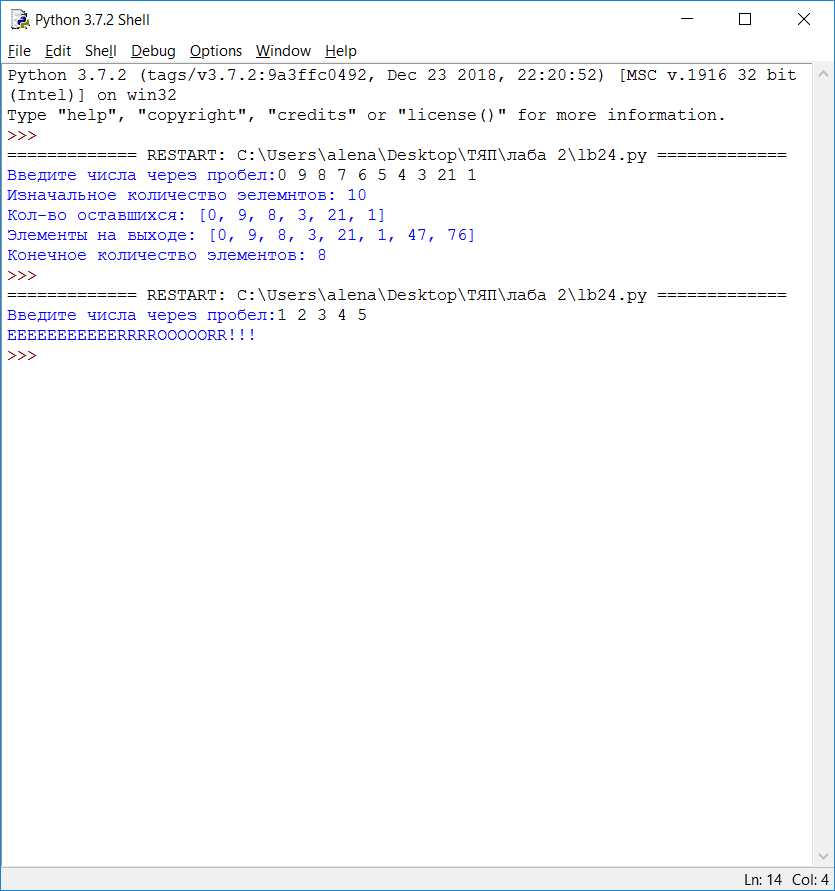 Python 3.7.2 Shell
File Edit Shell Debug Options Window Help
Python 3.7.2 (tags/v3.7.2:9a3ffc0492, Dec 23 2018, 22:20:52) [MSC v.1916 32 bit
(Intel)] on win32
Type "help", "copyright", "credits" or "license()" for more information.
>>>
============= RESTART: C:\Users\alena\Desktop\ТЯП\лаба 2\lb24.py =============
Введите числа через пробел:0 9 8 7 6 5 4 3 21 1
Изначальное количество эелемнтов: 10
Кол-во оставшихся: [0, 9, 8, 3, 21, 1]
Элементы на выходе: [0, 9, 8, 3, 21, 1, 47, 76]
Конечное количество элементов: 8
>>>
============= RESTART: C:\Users\alena\Desktop\ТЯП\лаба 2\lb24.py =============
Введите числа через пробел:1 2 3 4 5
EEEEEEEEEEERRRROOOOORR!!!
>>>
Ln: 14 Col: 4